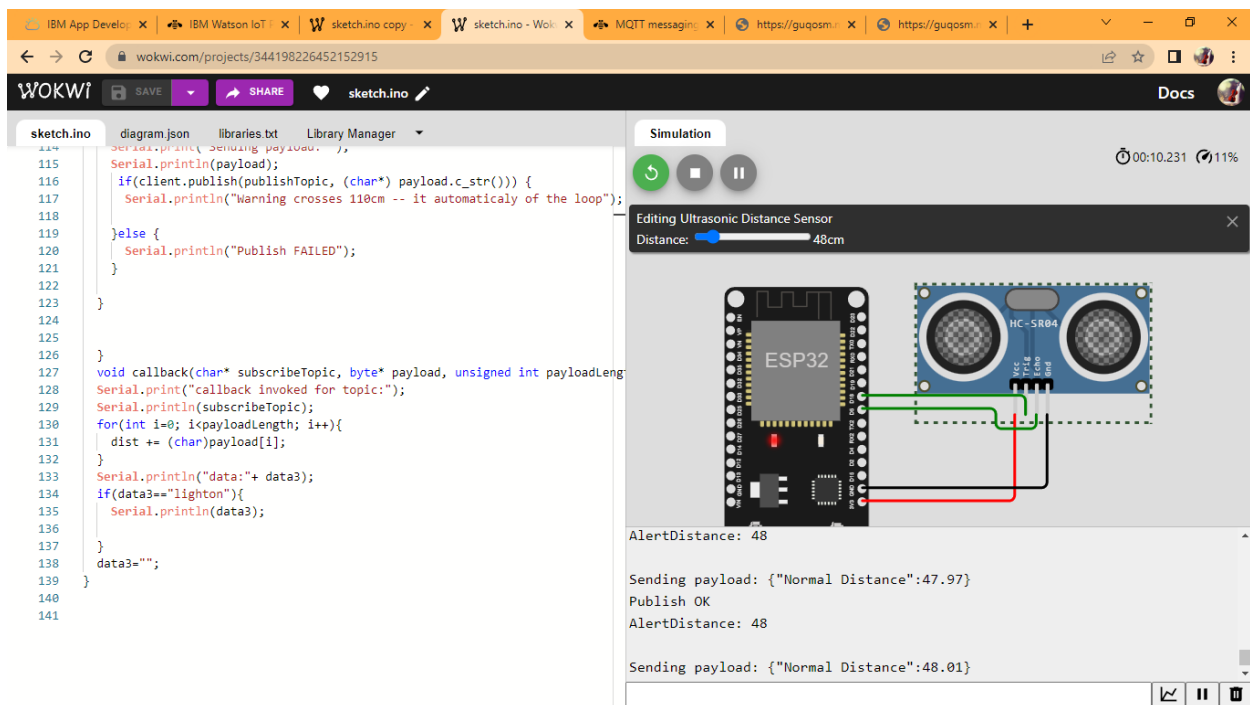 IBM App Develop
IBM Watson IoT P
sketch.ino copy -
sketch.ino - Wok
MQTT messaging
https://guqosm.n
https://guqosm.n
wokwi.com/projects/344198226452152915
WOKWi
SAVE
SHARE
sketch.ino
Docs
sketch.ino
diagram.json
libraries.txt
Library Manager
114 Serial.print("Sending payload: ");
115 Serial.println(payload);
116 if(client.publish(publishTopic, (char*) payload.c_str())) {
117 Serial.println("Warning crosses 110cm -- it automaticaly of the loop");
118
119 }else {
120 Serial.println("Publish FAILED");
121 }
122
123 }
124
125
126 }
127 void callback(char* subscribeTopic, byte* payload, unsigned int payloadLeng
128 Serial.print("callback invoked for topic:");
129 Serial.println(subscribeTopic);
130 for(int i=0; i<payloadLength; i++){
131 dist += (char)payload[i];
132 }
133 Serial.println("data:"+ data3);
134 if(data3=="lighton"){
135 Serial.println(data3);
136
137 }
138 data3="";
139 }
140
141
Simulation
00:10.231
11%
Editing Ultrasonic Distance Sensor
Distance:
48cm
ESP32
HC-SR04
Vcc
Trig
Echo
Gnd
AlertDistance: 48
Sending payload: {"Normal Distance":47.97}
Publish OK
AlertDistance: 48
Sending payload: {"Normal Distance":48.01}